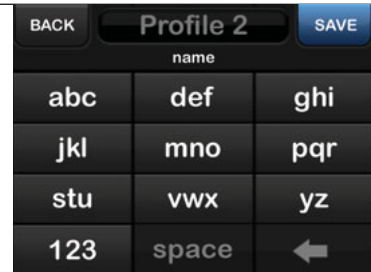 BACK Profile 2 SAVE
name
abc def ghi
jkl mno pqr
stu vwx yz
123 space